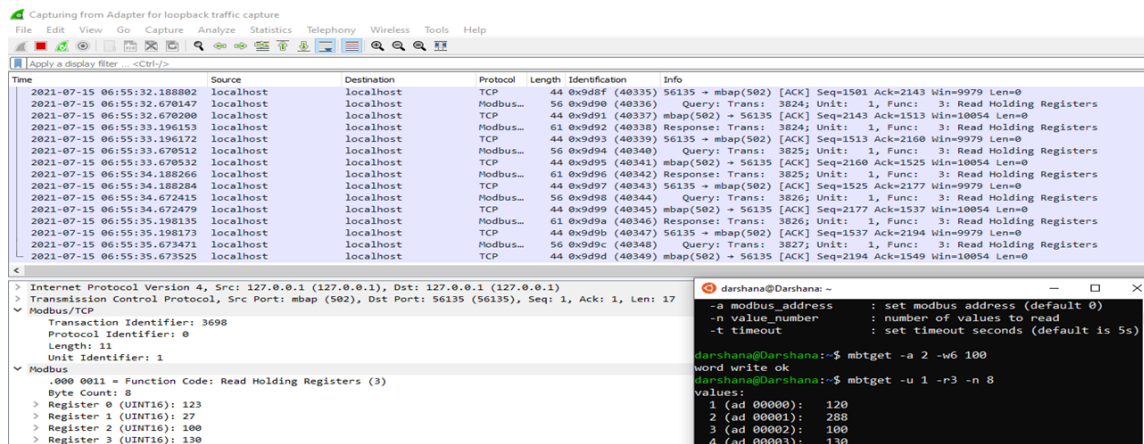 Capturing from Adapter for loopback traffic capture
File Edit View Go Capture Analyze Statistics Telephony Wireless Tools Help
Apply a display filter ... <Ctrl-/>
Time Source Destination Protocol Length Identification Info
2021-07-15 06:55:32.188802 localhost localhost TCP 44 0x9d8f (40335) 56135 → mbap(502) [ACK] Seq=1501 Ack=2143 Win=9979 Len=0
2021-07-15 06:55:32.670147 localhost localhost Modbus… 56 0x9d90 (40336) Query: Trans: 3824; Unit: 1, Func: 3: Read Holding Registers
2021-07-15 06:55:32.670200 localhost localhost TCP 44 0x9d91 (40337) mbap(502) → 56135 [ACK] Seq=2143 Ack=1513 Win=10054 Len=0
2021-07-15 06:55:33.196153 localhost localhost Modbus… 61 0x9d92 (40338) Response: Trans: 3824; Unit: 1, Func: 3: Read Holding Registers
2021-07-15 06:55:33.196172 localhost localhost TCP 44 0x9d93 (40339) 56135 → mbap(502) [ACK] Seq=1513 Ack=2160 Win=9979 Len=0
2021-07-15 06:55:33.670512 localhost localhost Modbus… 56 0x9d94 (40340) Query: Trans: 3825; Unit: 1, Func: 3: Read Holding Registers
2021-07-15 06:55:33.670532 localhost localhost TCP 44 0x9d95 (40341) mbap(502) → 56135 [ACK] Seq=2160 Ack=1525 Win=10054 Len=0
2021-07-15 06:55:34.188266 localhost localhost Modbus… 61 0x9d96 (40342) Response: Trans: 3825; Unit: 1, Func: 3: Read Holding Registers
2021-07-15 06:55:34.188284 localhost localhost TCP 44 0x9d97 (40343) 56135 → mbap(502) [ACK] Seq=1525 Ack=2177 Win=9979 Len=0
2021-07-15 06:55:34.672415 localhost localhost Modbus… 56 0x9d98 (40344) Query: Trans: 3826; Unit: 1, Func: 3: Read Holding Registers
2021-07-15 06:55:34.672479 localhost localhost TCP 44 0x9d99 (40345) mbap(502) → 56135 [ACK] Seq=2177 Ack=1537 Win=10054 Len=0
2021-07-15 06:55:35.198135 localhost localhost Modbus… 61 0x9d9a (40346) Response: Trans: 3826; Unit: 1, Func: 3: Read Holding Registers
2021-07-15 06:55:35.198173 localhost localhost TCP 44 0x9d9b (40347) 56135 → mbap(502) [ACK] Seq=1537 Ack=2194 Win=9979 Len=0
2021-07-15 06:55:35.673471 localhost localhost Modbus… 56 0x9d9c (40348) Query: Trans: 3827; Unit: 1, Func: 3: Read Holding Registers
2021-07-15 06:55:35.673525 localhost localhost TCP 44 0x9d9d (40349) mbap(502) → 56135 [ACK] Seq=2194 Ack=1549 Win=10054 Len=0
Internet Protocol Version 4, Src: 127.0.0.1 (127.0.0.1), Dst: 127.0.0.1 (127.0.0.1)
Transmission Control Protocol, Src Port: mbap (502), Dst Port: 56135 (56135), Seq: 1, Ack: 1, Len: 17
Modbus/TCP
Transaction Identifier: 3698
Protocol Identifier: 0
Length: 11
Unit Identifier: 1
Modbus
.000 0011 = Function Code: Read Holding Registers (3)
Byte Count: 8
Register 0 (UINT16): 123
Register 1 (UINT16): 27
Register 2 (UINT16): 100
Register 3 (UINT16): 130
darshana@Darshana: ~
-a modbus_address : set modbus address (default 0)
-n value_number : number of values to read
-t timeout : set timeout seconds (default is 5s)
darshana@Darshana:~$ mbtget -a 2 -w6 100
word write ok
darshana@Darshana:~$ mbtget -u 1 -r3 -n 8
values:
1 (ad 00000): 120
2 (ad 00001): 288
3 (ad 00002): 100
4 (ad 00003): 130